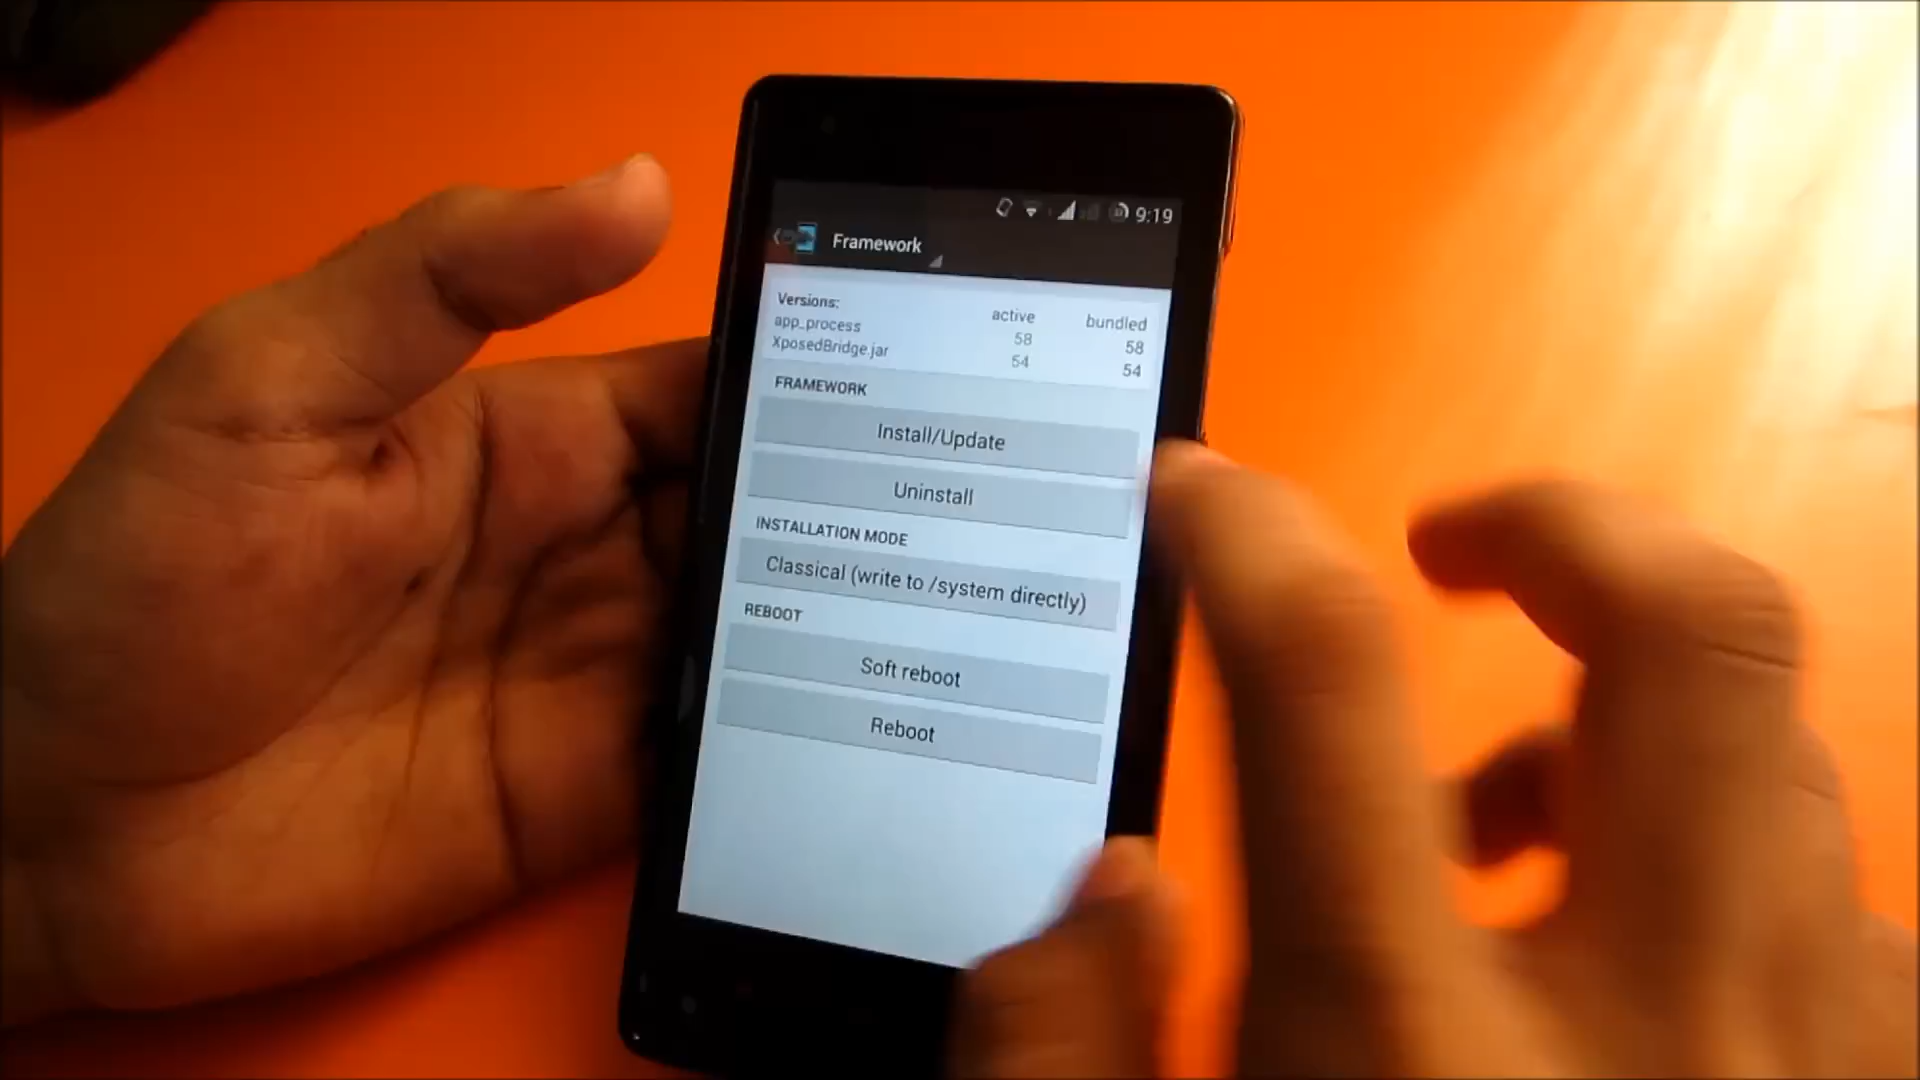 9:19
Framework
Versions: active bundled
app_process 58 58
XposedBridge.jar 54 54
FRAMEWORK
Install/Update
Uninstall
INSTALLATION MODE
Classical (write to /system directly)
REBOOT
Soft reboot
Reboot